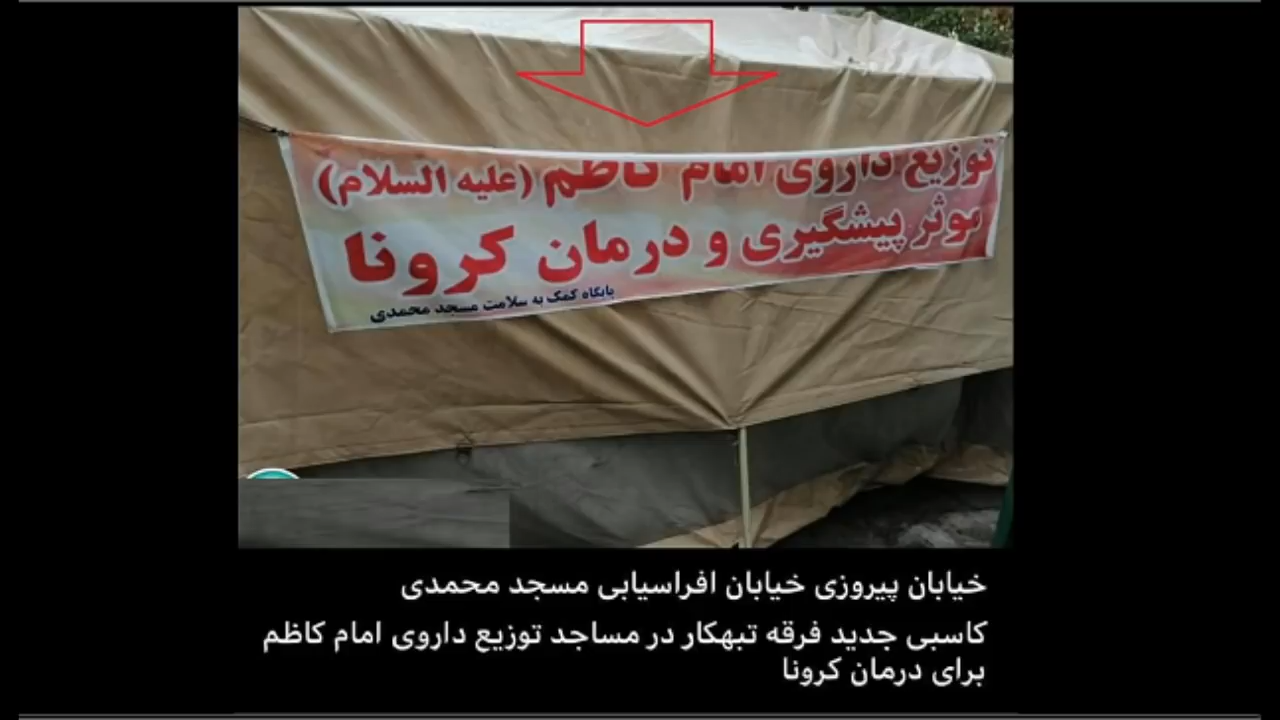 توزیع داروی امام کاظم (علیه السلام)
موثر پیشگیری و درمان کرونا
پایگاه کمک به سلامت مسجد محمدی
خیابان پیروزی خیابان افراسیابی مسجد محمدی
کاسبی جدید فرقه تبهکار در مساجد توزیع داروی امام کاظم
برای درمان کرونا